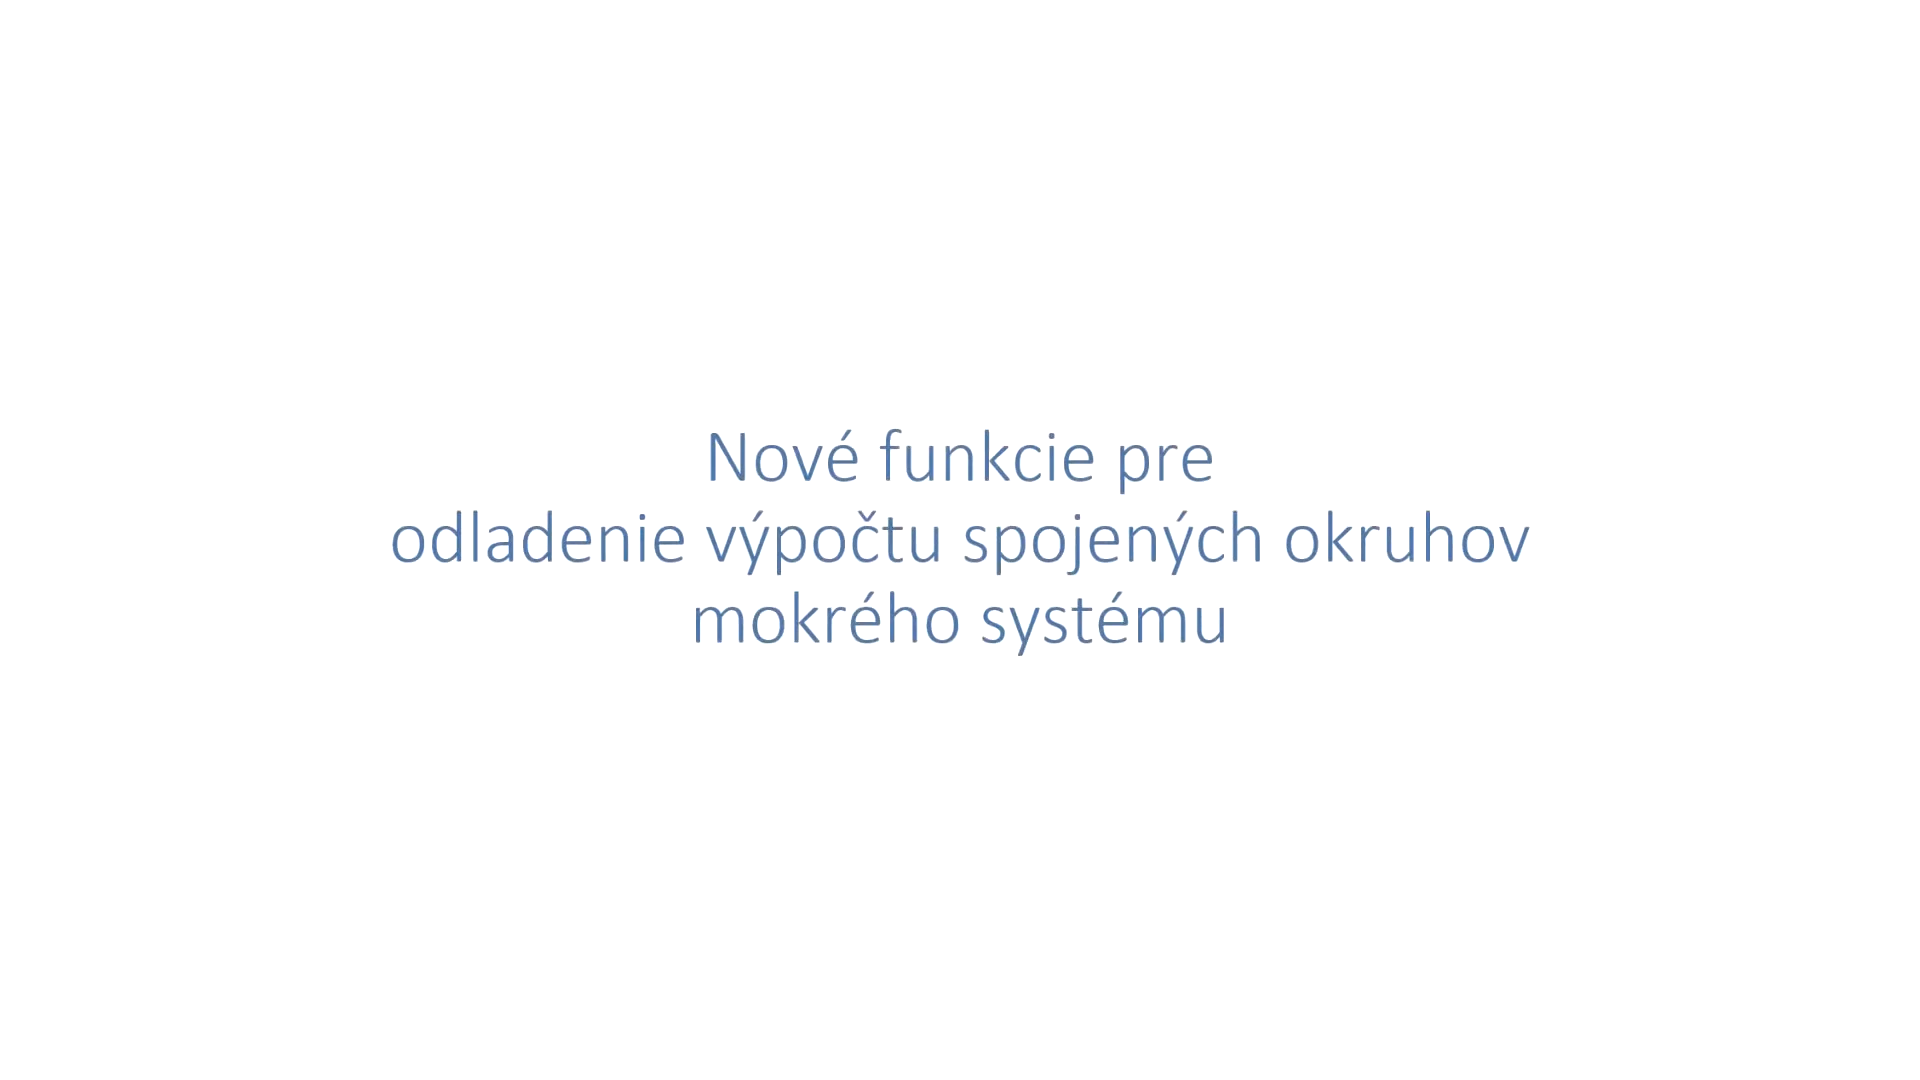 Nové funkcie pre
odladenie výpočtu spojených okruhov
mokrého systému